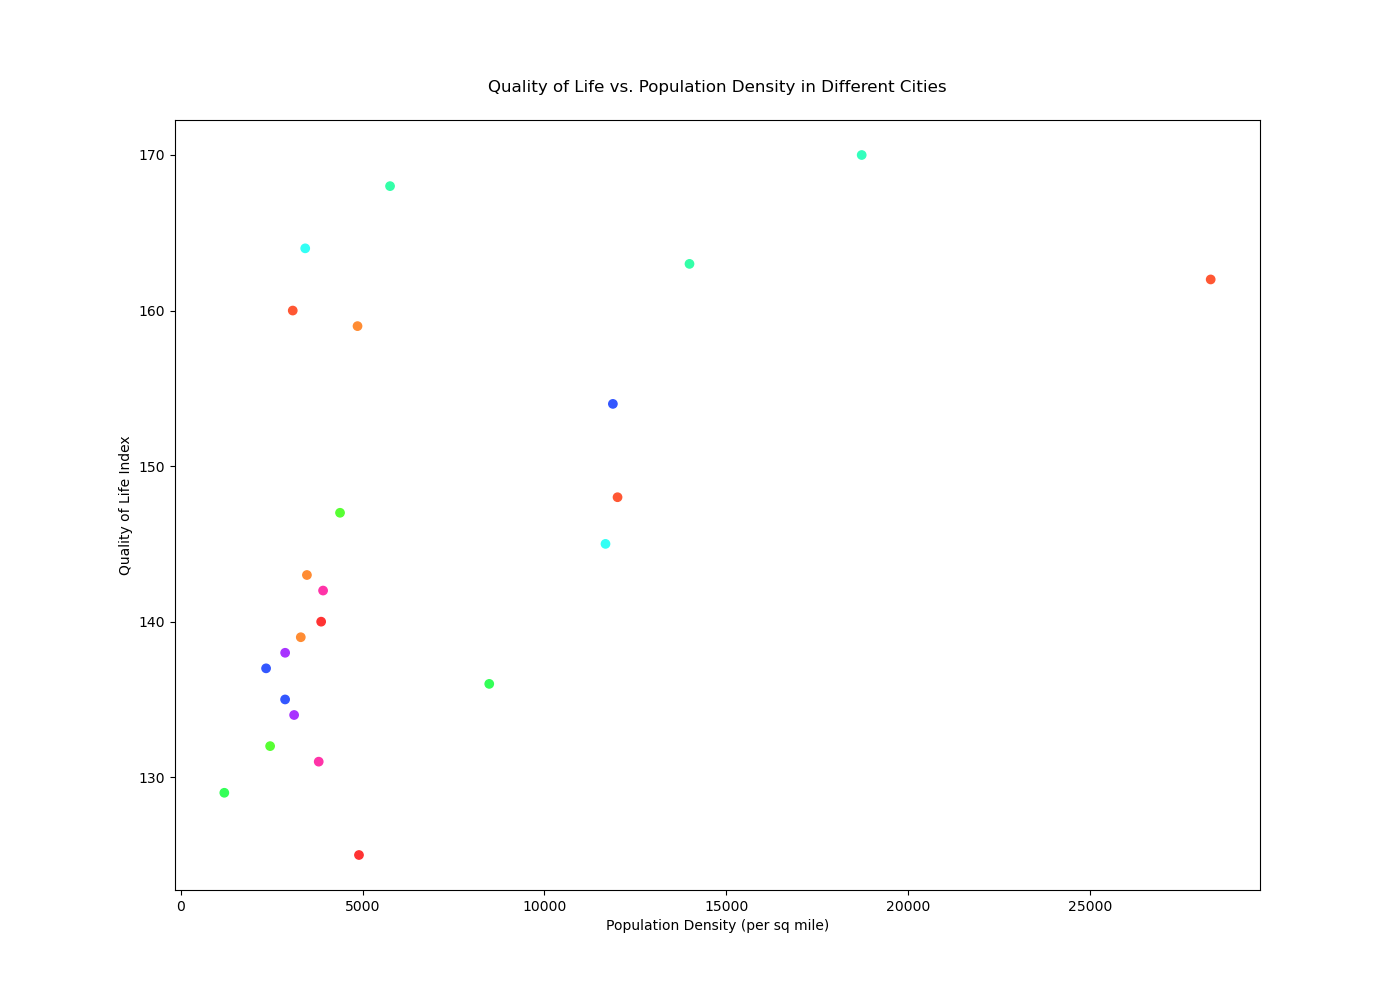 Quality of Life vs. Population Density in Different Cities
170
160
150
140
130
Quality of Life Index
0 5000 10000 15000 20000 25000
Population Density (per sq mile)